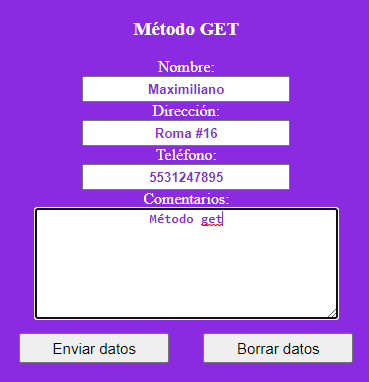 Método GET
Nombre:
Maximiliano
Dirección:
Roma #16
Teléfono:
5531247895
Comentarios:
Método get
Enviar datos Borrar datos